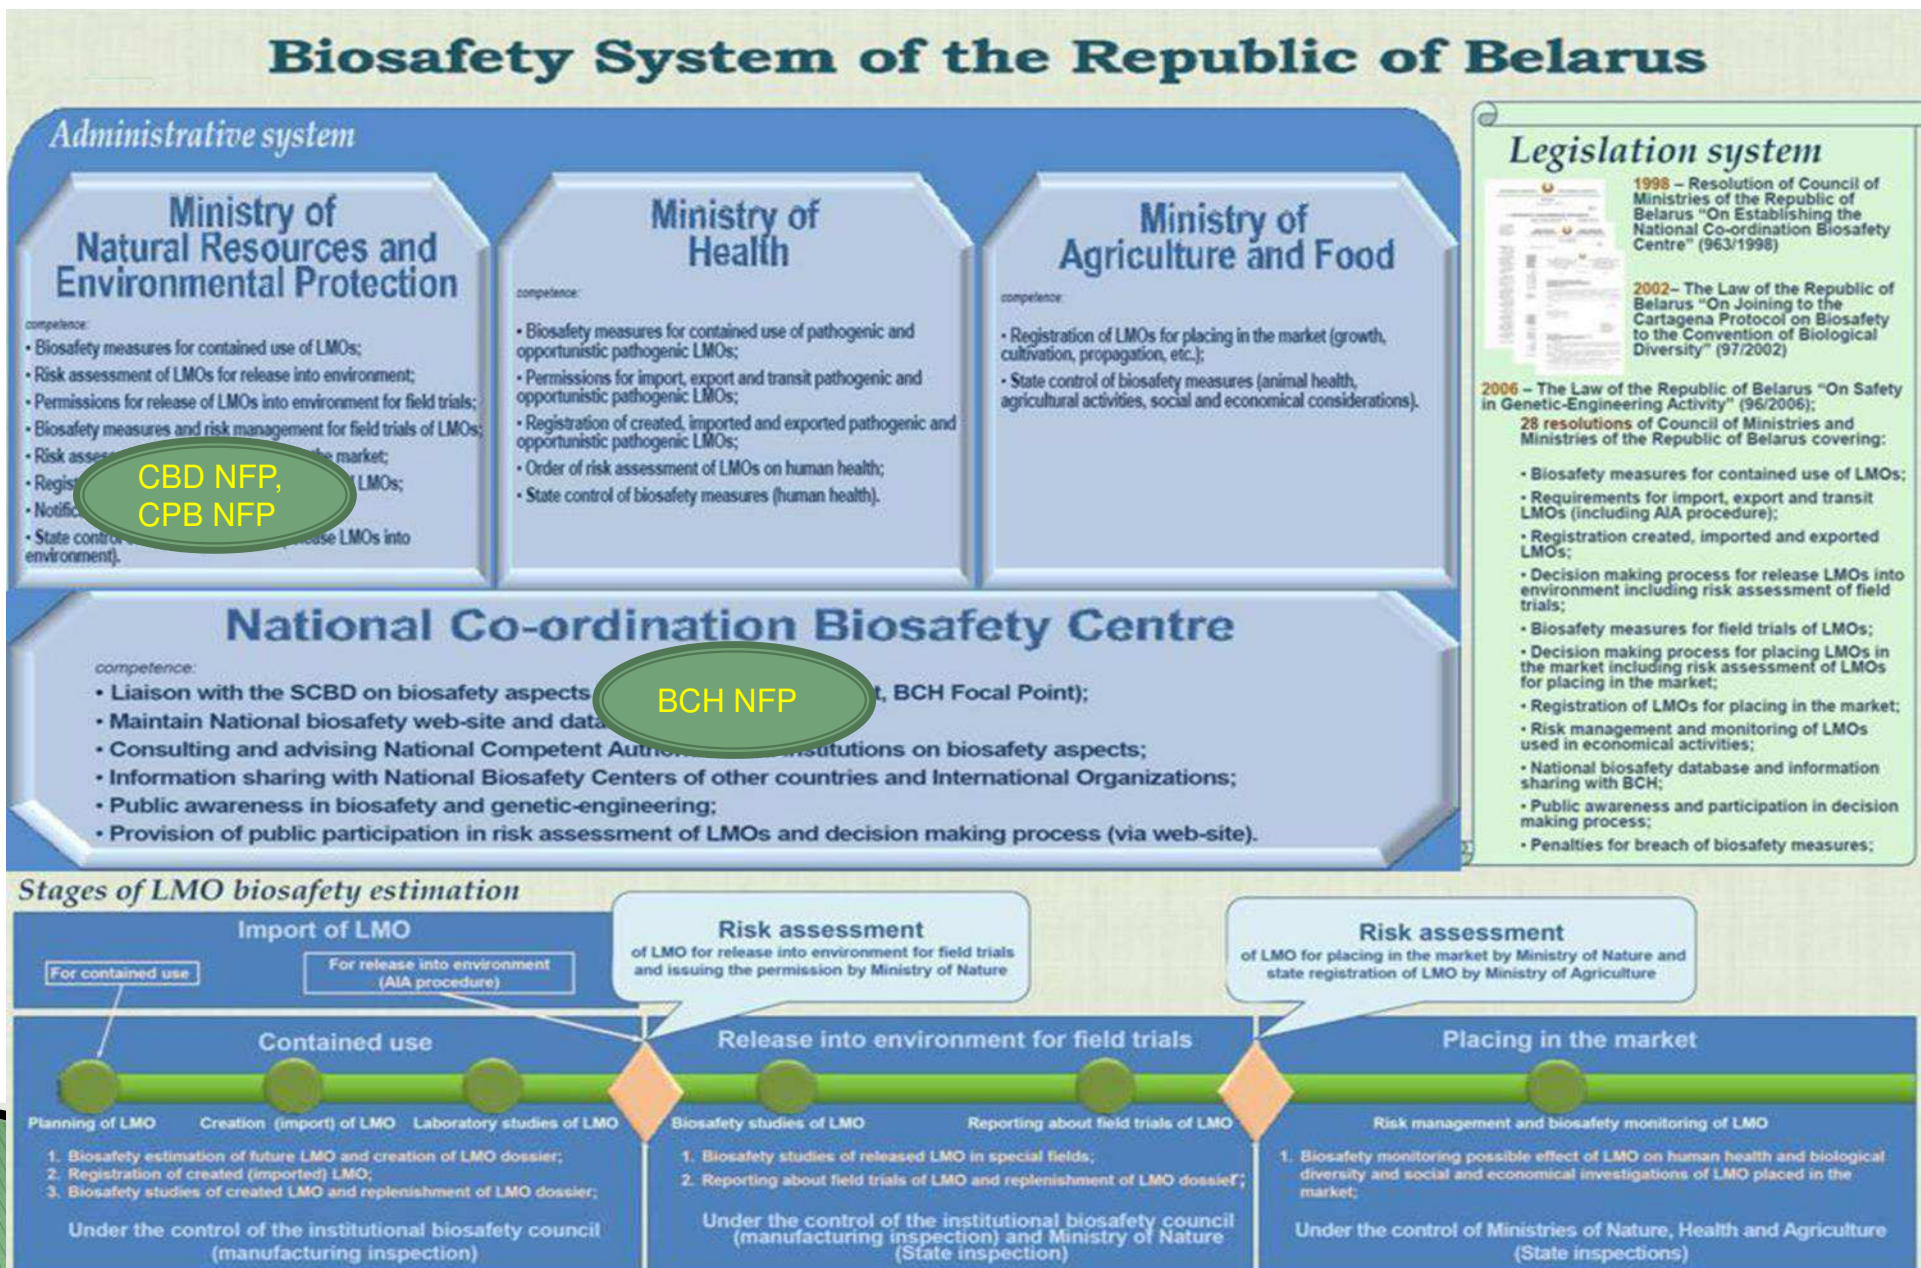 Biosafety System of the Republic of Belarus
Administrative system
Ministry of
Natural Resources and
Environmental Protection
competence:
• Biosafety measures for contained use of LMOs;
• Risk assessment of LMOs for release into environment;
• Permissions for release of LMOs into environment for field trials;
• Biosafety measures and risk management for field trials of LMOs;
• Risk market;
LMOs;
• State LMOs into
environment).
CBD NFP,
CPB NFP
Ministry of
Health
competence:
• Biosafety measures for contained use of pathogenic and
opportunistic pathogenic LMOs;
• Permissions for import, export and transit pathogenic and
opportunistic pathogenic LMOs;
• Registration of created, imported and exported pathogenic and
opportunistic pathogenic LMOs;
• Order of risk assessment of LMOs on human health;
• State control of biosafety measures (human health).
Ministry of
Agriculture and Food
competence:
• Registration of LMOs for placing in the market (growth,
cultivation, propagation, etc.);
• State control of biosafety measures (animal health,
agricultural activities, social and economical considerations).
National Co-ordination Biosafety Centre
competence:
• Liaison with the SCBD on biosafety aspects , BCH Focal Point);
• Maintain National biosafety web-site and
• Consulting and advising National Competent on biosafety aspects;
• Information sharing with National Biosafety Centers of other countries and International Organizations;
• Public awareness in biosafety and genetic-engineering;
• Provision of public participation in risk assessment of LMOs and decision making process (via web-site).
BCH NFP
Legislation system
1998 – Resolution of Council of
Ministries of the Republic of
Belarus "On Establishing the
National Co-ordination Biosafety
Centre" (963/1998)
2002– The Law of the Republic of
Belarus "On Joining to the
Cartagena Protocol on Biosafety
to the Convention of Biological
Diversity" (97/2002)
2006 – The Law of the Republic of Belarus "On Safety
in Genetic-Engineering Activity" (96/2006);
28 resolutions of Council of Ministries and
Ministries of the Republic of Belarus covering:
• Biosafety measures for contained use of LMOs;
• Requirements for import, export and transit
LMOs (including AIA procedure);
• Registration created, imported and exported
LMOs;
• Decision making process for release LMOs into
environment including risk assessment of field
trials;
• Biosafety measures for field trials of LMOs;
• Decision making process for placing LMOs in
the market including risk assessment of LMOs
for placing in the market;
• Registration of LMOs for placing in the market;
• Risk management and monitoring of LMOs
used in economical activities;
• National biosafety database and information
sharing with BCH;
• Public awareness and participation in decision
making process;
• Penalties for breach of biosafety measures;
Stages of LMO biosafety estimation
Import of LMO
For contained use
For release into environment
(AIA procedure)
Risk assessment
of LMO for release into environment for field trials
and issuing the permission by Ministry of Nature
Risk assessment
of LMO for placing in the market by Ministry of Nature and
state registration of LMO by Ministry of Agriculture
Contained use
Planning of LMO
Creation (import) of LMO
Laboratory studies of LMO
1. Biosafety estimation of future LMO and creation of LMO dossier;
2. Registration of created (imported) LMO;
3. Biosafety studies of created LMO and replenishment of LMO dossier;
Under the control of the institutional biosafety council
(manufacturing inspection)
Release into environment for field trials
Biosafety studies of LMO
Reporting about field trials of LMO
1. Biosafety studies of released LMO in special fields;
2. Reporting about field trials of LMO and replenishment of LMO dossier;
Under the control of the institutional biosafety council
(manufacturing inspection) and Ministry of Nature
(State inspection)
Placing in the market
Risk management and biosafety monitoring of LMO
1. Biosafety monitoring possible effect of LMO on human health and biological
diversity and social and economical investigations of LMO placed in the
market;
Under the control of Ministries of Nature, Health and Agriculture
(State inspections)